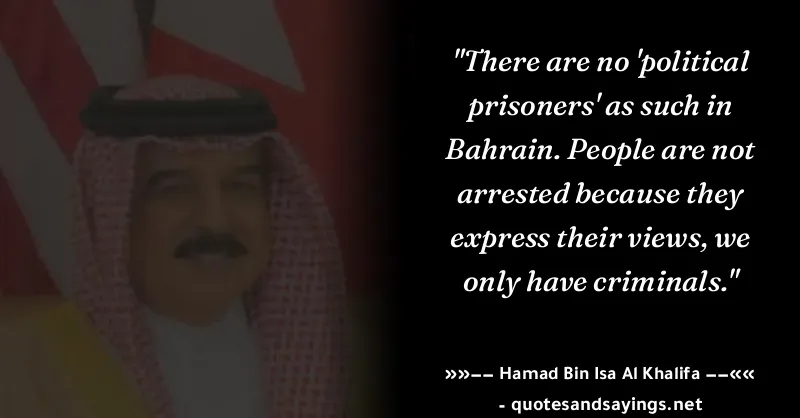 "There are no 'political
prisoners' as such in
Bahrain. People are not
arrested because they
express their views, we
only have criminals."
»»–– Hamad Bin Isa Al Khalifa ––««
- quotesandsayings.net